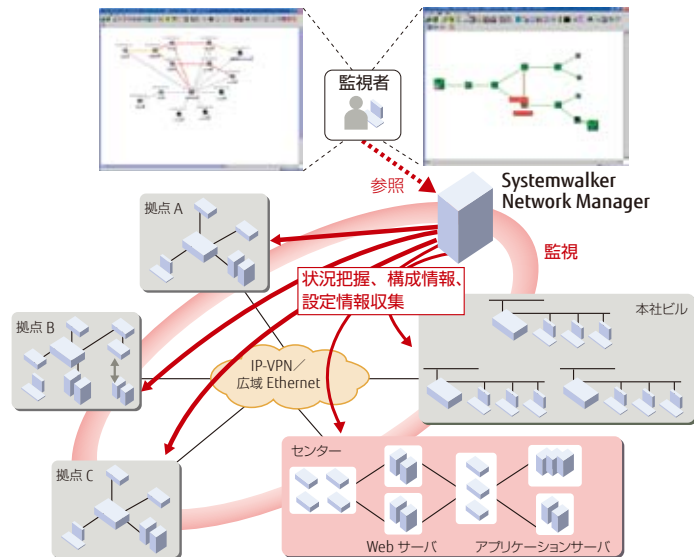 監視者
参照
Systemwalker
Network Manager
監視
拠点 A
状況把握、構成情報、
設定情報収集
本社ビル
拠点 B
IP-VPN／
広域 Ethernet
センター
拠点 C
Web サーバ
アプリケーションサーバ